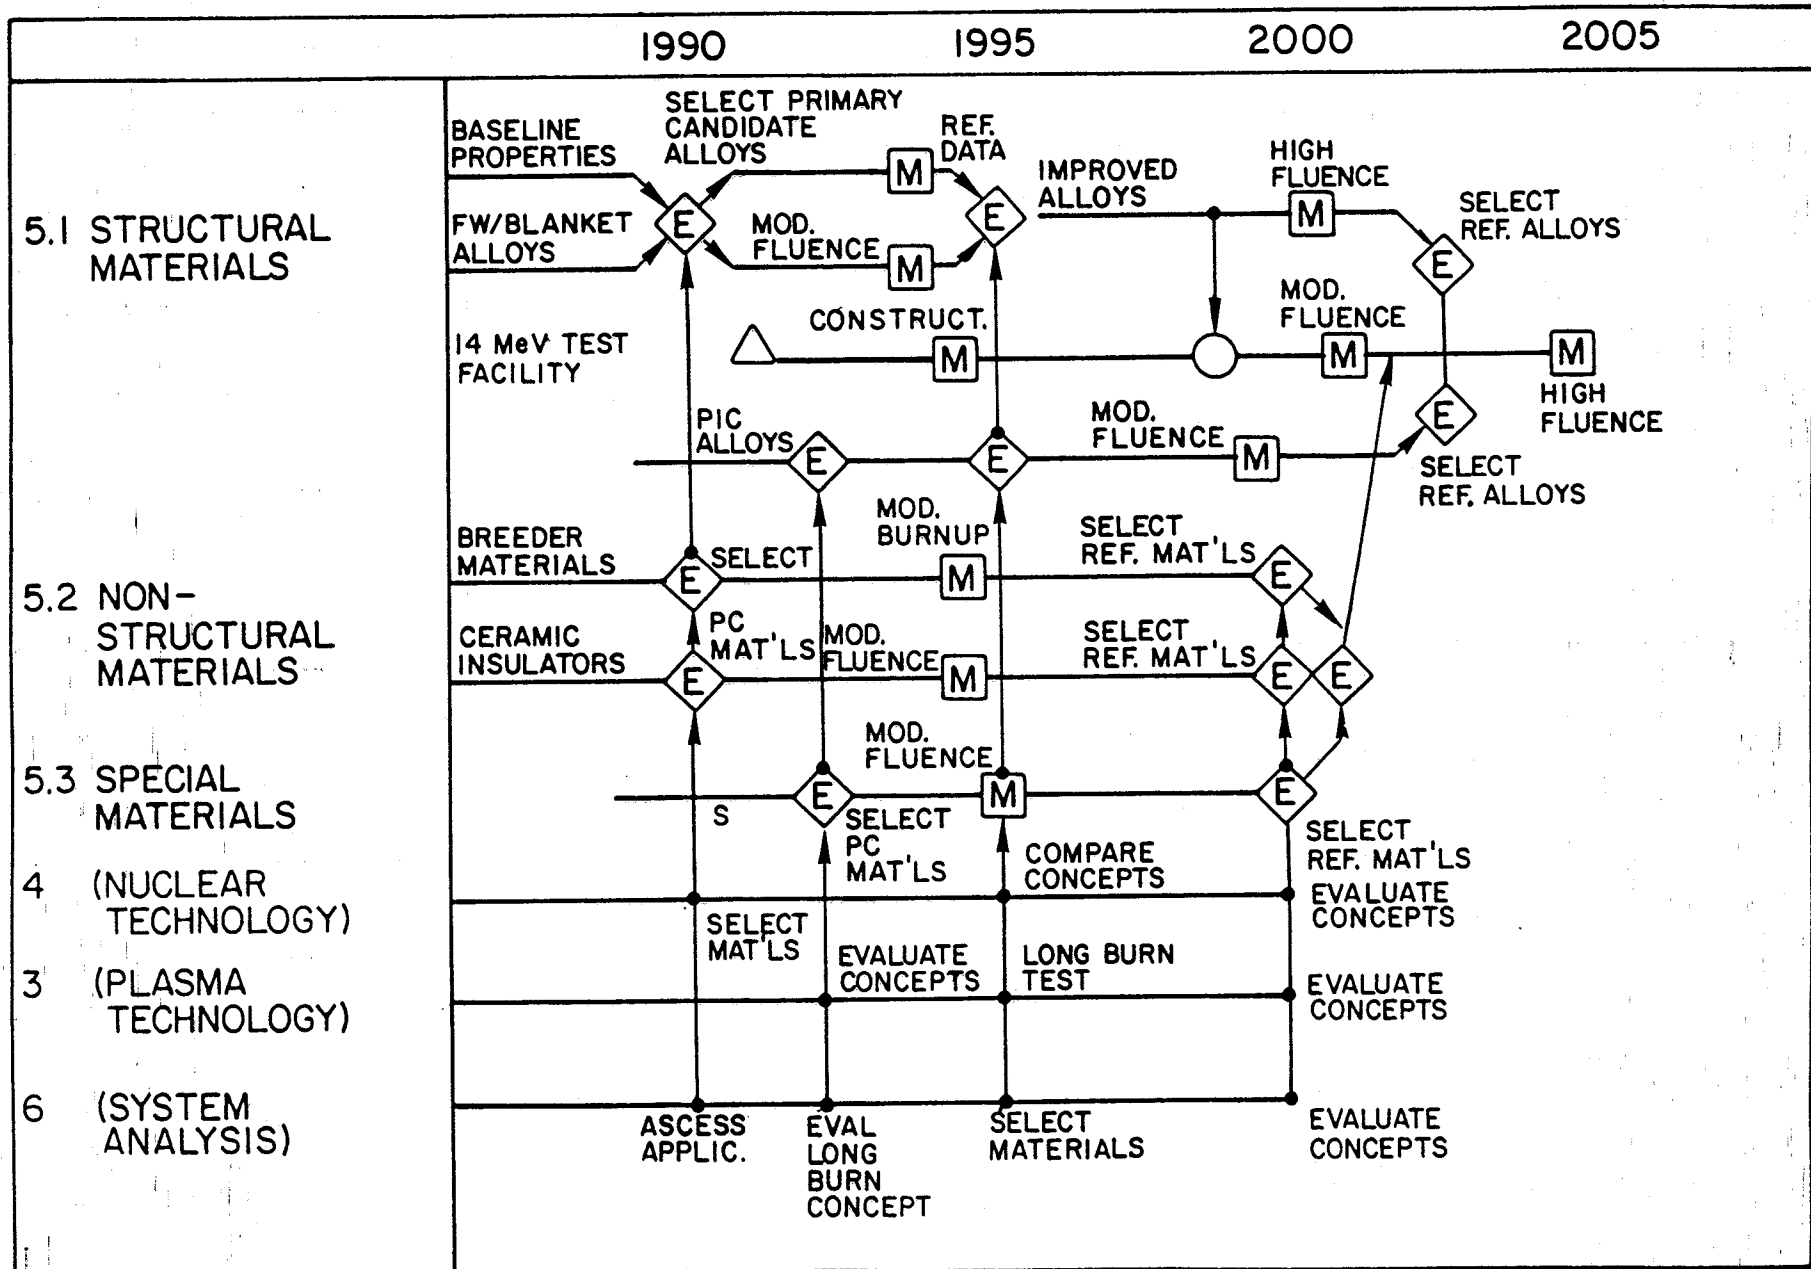 1990 1995 2000 2005
5.1 STRUCTURAL
MATERIALS
BASELINE
PROPERTIES
FW/BLANKET
ALLOYS
E
SELECT PRIMARY
CANDIDATE
ALLOYS
M
REF.
DATA
MOD.
FLUENCE
M
E
IMPROVED
ALLOYS
HIGH
FLUENCE
M
SELECT
REF. ALLOYS
E
14 MeV TEST
FACILITY
CONSTRUCT.
M
MOD.
FLUENCE
M
M
HIGH
FLUENCE
PIC
ALLOYS
E
E
MOD.
FLUENCE
M
E
SELECT
REF. ALLOYS
5.2 NON-
STRUCTURAL
MATERIALS
BREEDER
MATERIALS
E
SELECT
MOD.
BURNUP
M
SELECT
REF. MAT'LS
E
CERAMIC
INSULATORS
E
PC
MAT'LS
MOD.
FLUENCE
M
SELECT
REF. MAT'LS
E
E
5.3 SPECIAL
MATERIALS
S
E
SELECT
PC
MAT'LS
MOD.
FLUENCE
M
E
SELECT
REF. MAT'LS
4 (NUCLEAR
TECHNOLOGY)
SELECT
MAT'LS
COMPARE
CONCEPTS
EVALUATE
CONCEPTS
3 (PLASMA
TECHNOLOGY)
EVALUATE
CONCEPTS
LONG BURN
TEST
EVALUATE
CONCEPTS
6 (SYSTEM
ANALYSIS)
ASCESS
APPLIC.
EVAL
LONG
BURN
CONCEPT
SELECT
MATERIALS
EVALUATE
CONCEPTS